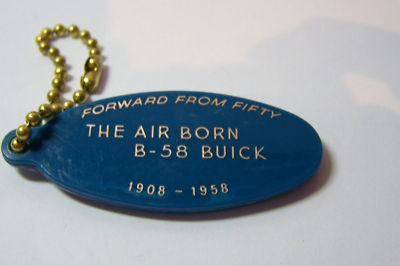 FORWARD FROM FIFTY
THE AIR BORN
B-58 BUICK
1908 - 1958